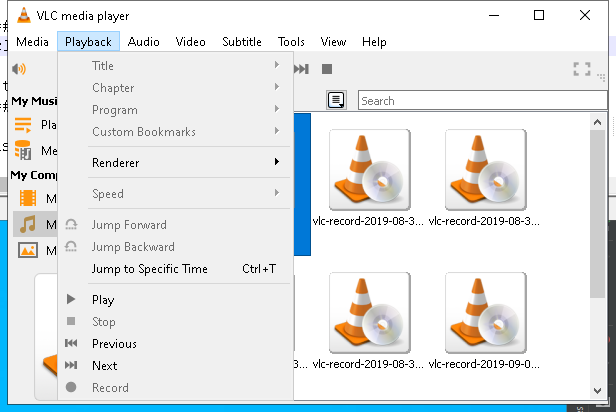 VLC media player
Media Playback Audio Video Subtitle Tools View Help
Title
Chapter
Program
Custom Bookmarks
Renderer
Speed
Jump Forward
Jump Backward
Jump to Specific Time Ctrl+T
Play
Stop
Previous
Next
Record
Search
My Musi
Pla
Me
My Comp
M
M
M
vlc-record-2019-08-3...
vlc-record-2019-08-3...
vlc-record-2019-08-3...
vlc-record-2019-09-0...